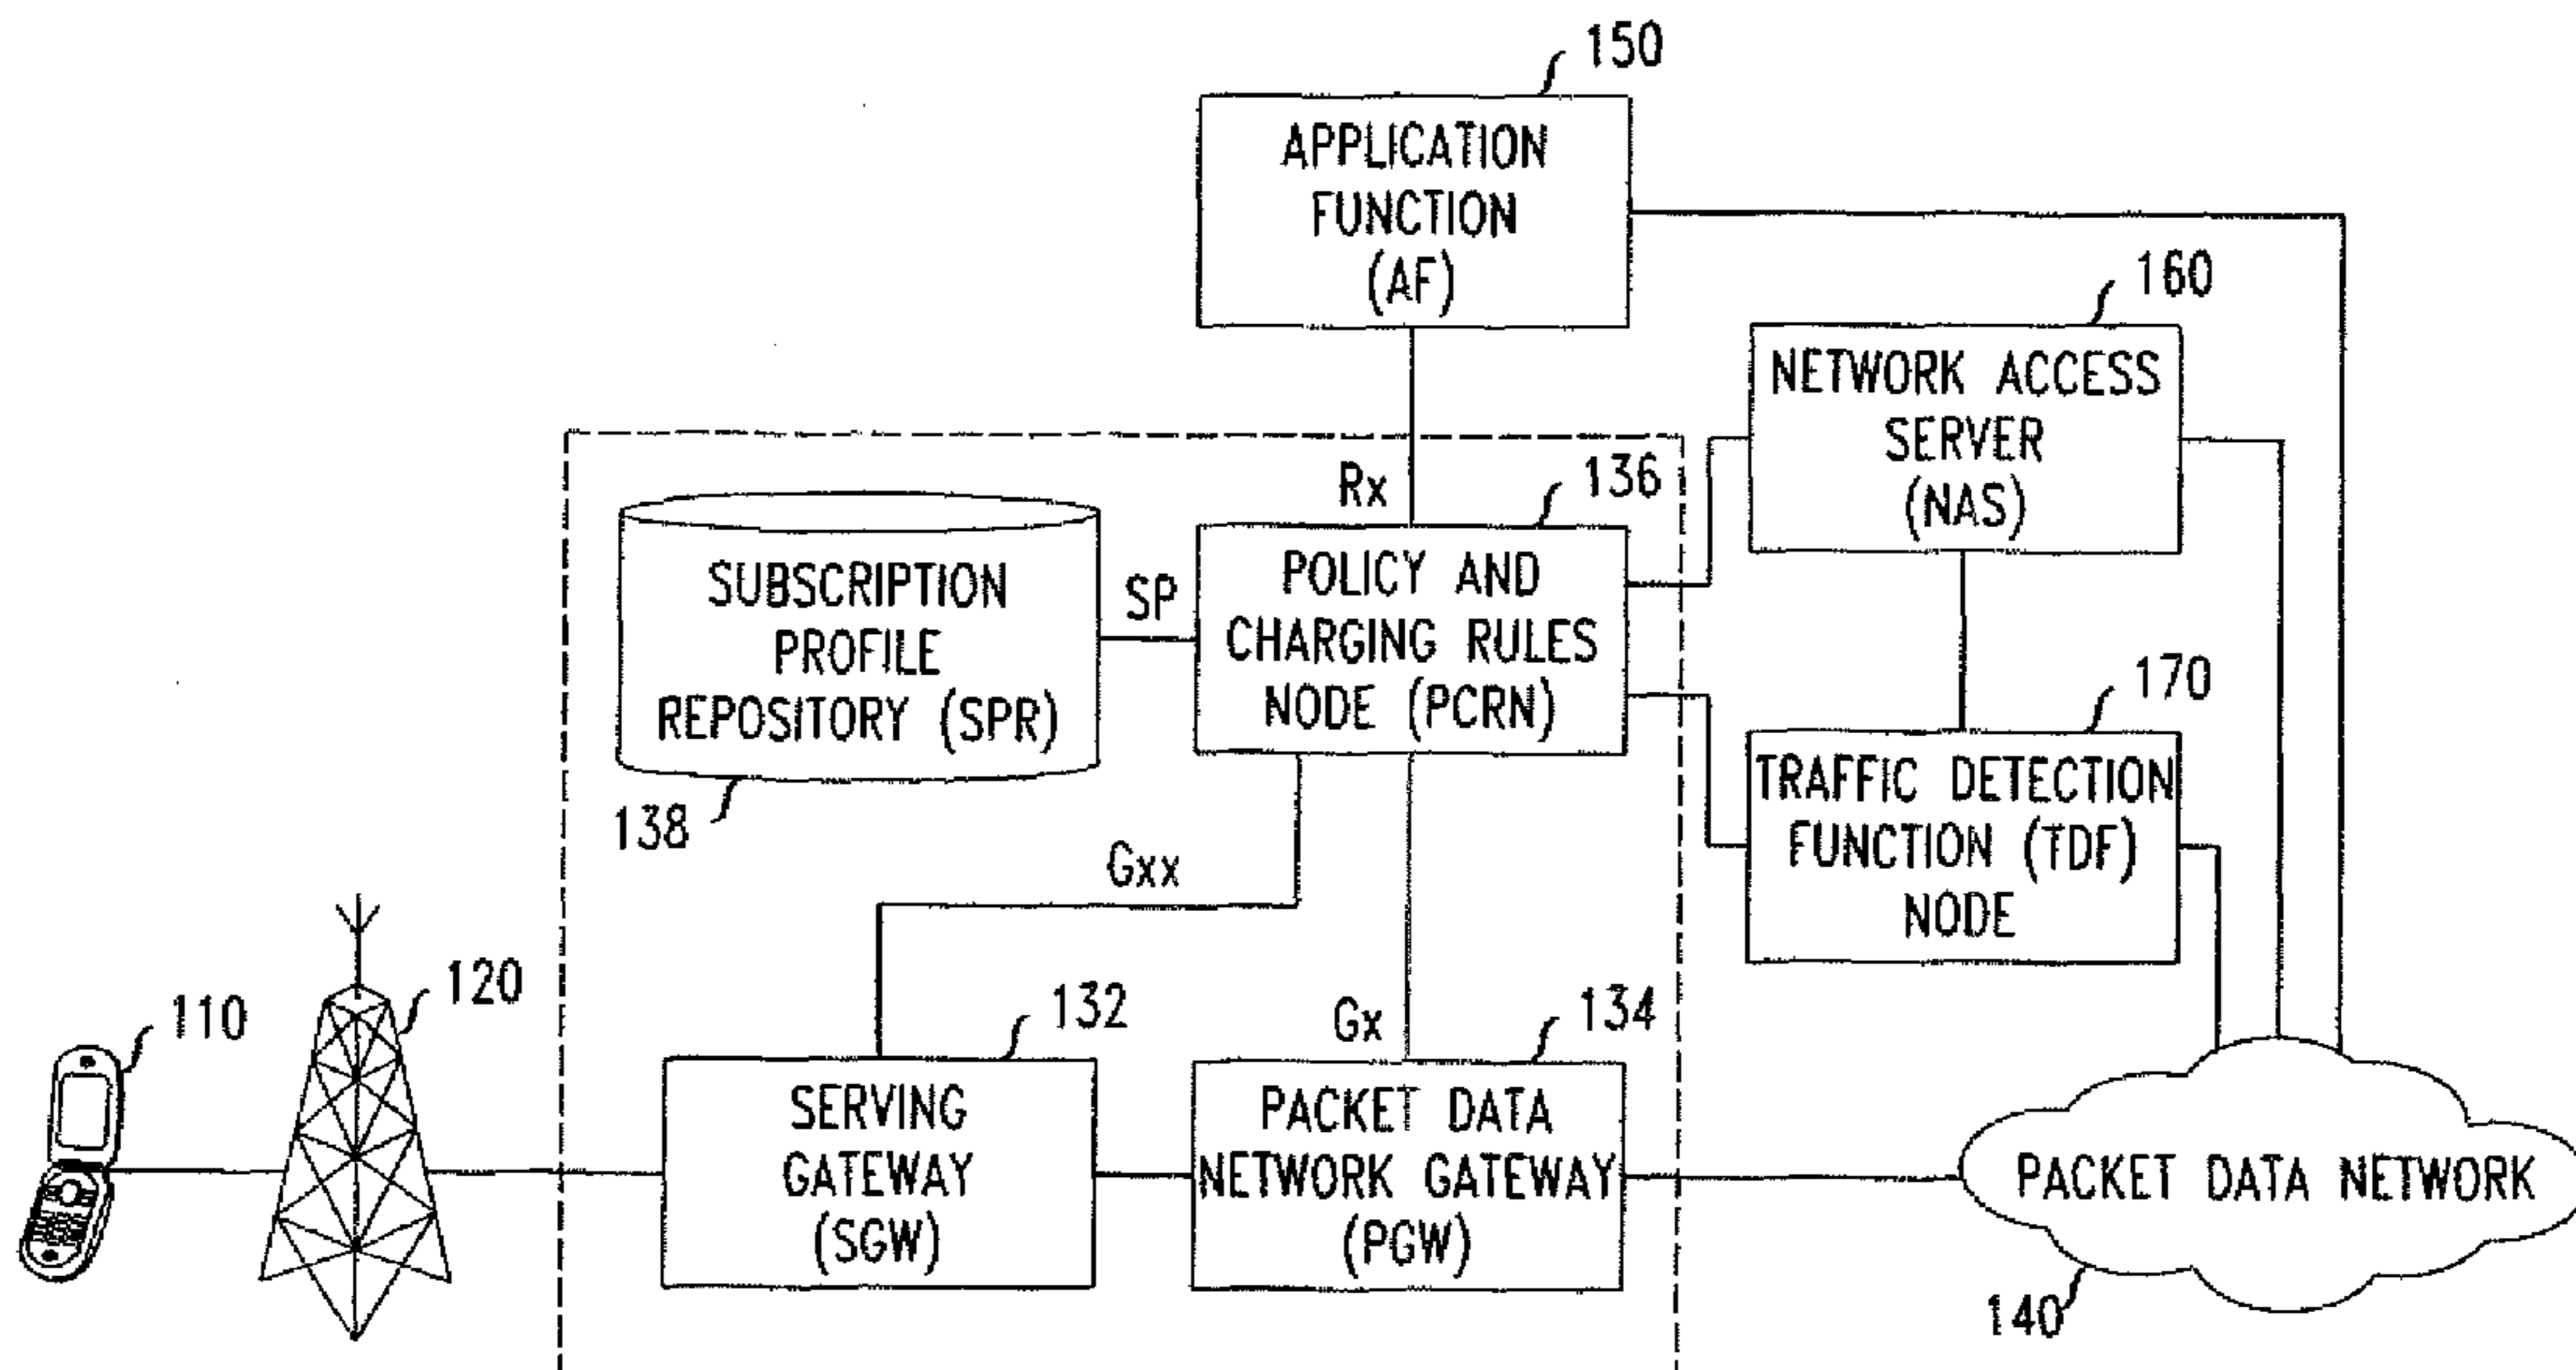 150
APPLICATION
FUNCTION
(AF)
160
NETWORK ACCESS
SERVER
(NAS)
Rx
136
SUBSCRIPTION
PROFILE
REPOSITORY (SPR)
138
SP
POLICY AND
CHARGING RULES
NODE (PCRN)
170
TRAFFIC DETECTION
FUNCTION (TDF)
NODE
Gxx
Gx
110
120
132
SERVING
GATEWAY
(SGW)
134
PACKET DATA
NETWORK GATEWAY
(PGW)
PACKET DATA NETWORK
140